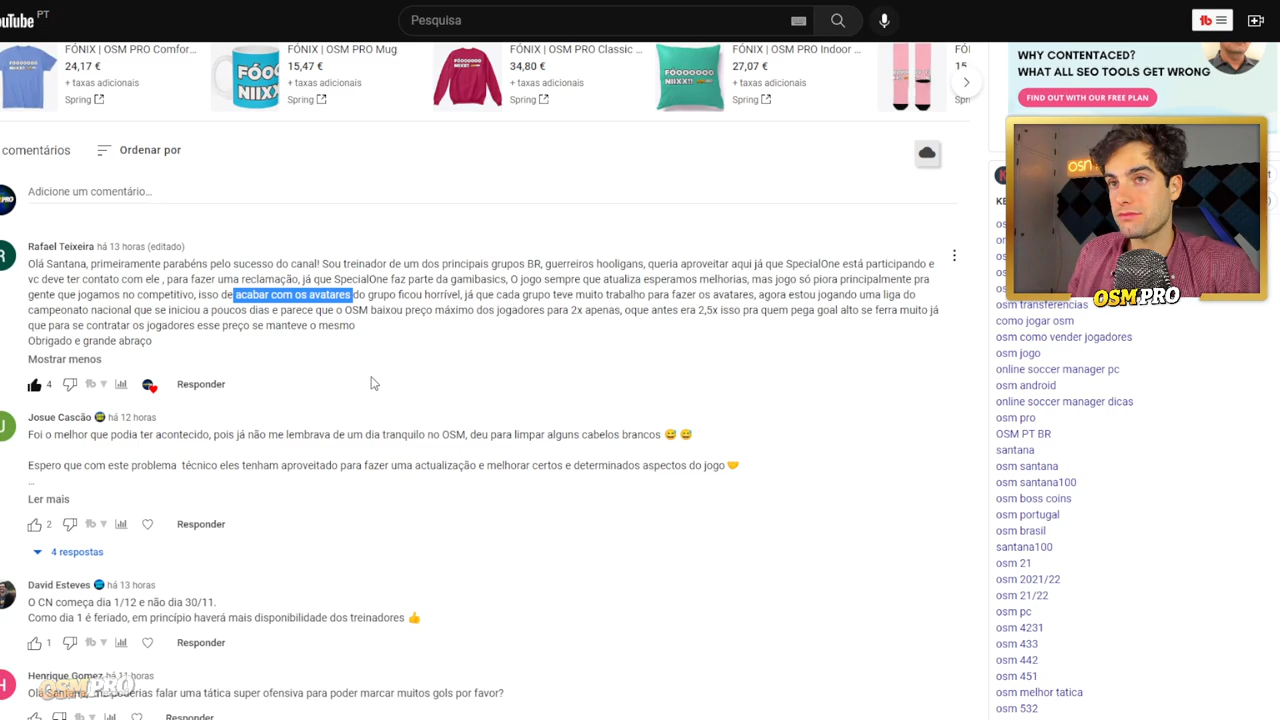 YouTube PT
Pesquisa
FÓNIX | OSM PRO Comfor...
24,17 €
+ taxas adicionais
Spring
FÓNIX | OSM PRO Mug
15,47 €
+ taxas adicionais
Spring
FÓNIX | OSM PRO Classic ...
34,80 €
+ taxas adicionais
Spring
FÓNIX | OSM PRO Indoor ...
27,07 €
+ taxas adicionais
Spring
WHY CONTENTACED?
WHAT ALL SEO TOOLS GET WRONG
FIND OUT WITH OUR FREE PLAN
comentários
Ordenar por
Adicione um comentário...
Rafael Teixeira há 13 horas (editado)
Olá Santana, primeiramente parabéns pelo sucesso do canal! Sou treinador de um dos principais grupos BR, guerreiros hooligans, queria aproveitar aqui já que SpecialOne está participando e
vc deve ter contato com ele , para fazer uma reclamação, já que SpecialOne faz parte da gamibasics, O jogo sempre que atualiza esperamos melhorias, mas jogo só piora principalmente pra
gente que jogamos no competitivo, isso de acabar com os avatares do grupo ficou horrível, já que cada grupo teve muito trabalho para fazer os avatares, agora estou jogando uma liga do
campeonato nacional que se iniciou a poucos dias e parece que o OSM baixou preço máximo dos jogadores para 2x apenas, oque antes era 2,5x isso pra quem pega goal alto se ferra muito já
que para se contratar os jogadores esse preço se manteve o mesmo
Obrigado e grande abraço
Mostrar menos
4
Responder
Josue Cascão há 12 horas
Foi o melhor que podia ter acontecido, pois já não me lembrava de um dia tranquilo no OSM, deu para limpar alguns cabelos brancos 😅 😅
Espero que com este problema técnico eles tenham aproveitado para fazer uma actualização e melhorar certos e determinados aspectos do jogo 🤝
...
Ler mais
2
Responder
4 respostas
David Esteves há 13 horas
O CN começa dia 1/12 e não dia 30/11.
Como dia 1 é feriado, em princípio haverá mais disponibilidade dos treinadores 👍
1
Responder
Henrique Gomez há 11 horas
Olá Santana, poderias falar uma tática super ofensiva para poder marcar muitos gols por favor?
Responder
OSM PRO
osm
OSM PRO
osm transferencias
como jogar osm
osm como vender jogadores
osm jogo
online soccer manager pc
osm android
online soccer manager dicas
osm pro
OSM PT BR
santana
osm santana
osm santana100
osm boss coins
osm portugal
osm brasil
santana100
osm 21
osm 2021/22
osm 21/22
osm pc
osm 4231
osm 433
osm 442
osm 451
osm melhor tatica
osm 532